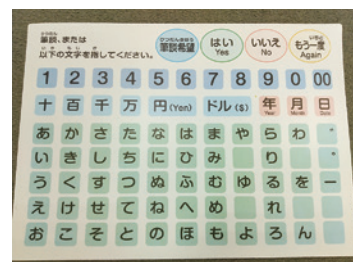 筆談、または
以下の文字を指してください。
筆談希望
はい
Yes
いいえ
No
もう一度
Again
1 2 3 4 5 6 7 8 9 0 00
十 百 千 万 円(Yen) ドル($) 年 月 日
Year Month Date
あ か さ た な は ま や ら わ ゛
い き し ち に ひ み り ゜
う く す つ ぬ ふ む ゆ る を ー
え け せ て ね へ め れ
お こ そ と の ほ も よ ろ ん